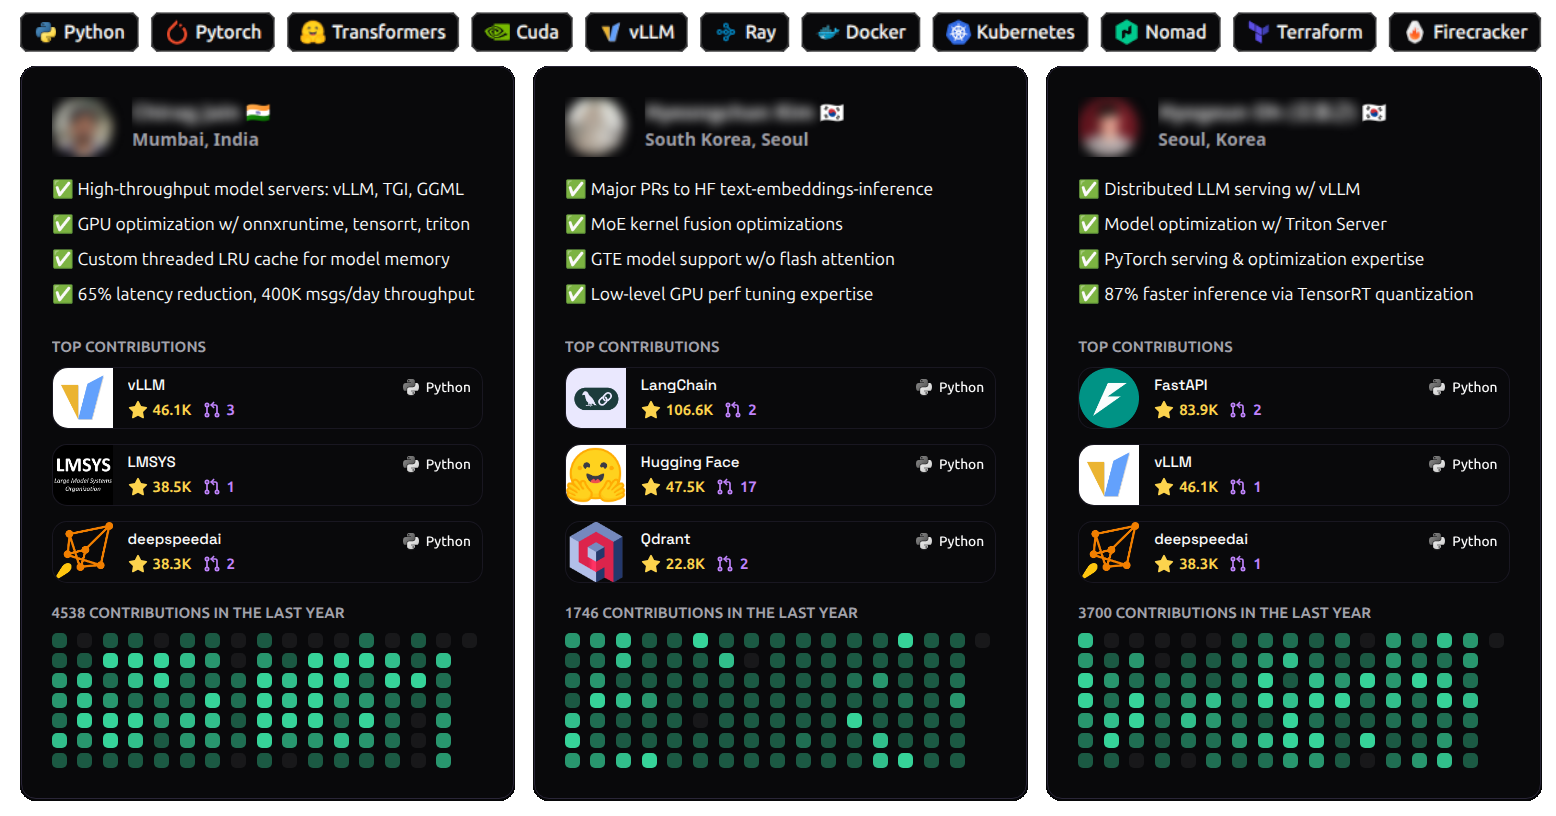 Python
Pytorch
Transformers
Cuda
vLLM
Ray
Docker
Kubernetes
Nomad
Terraform
Firecracker
Mumbai, India
✅ High-throughput model servers: vLLM, TGI, GGML
✅ GPU optimization w/ onnxruntime, tensorrt, triton
✅ Custom threaded LRU cache for model memory
✅ 65% latency reduction, 400K msgs/day throughput
TOP CONTRIBUTIONS
vLLM
Python
46.1K 3
LMSYS
Large Model Systems
Organization
LMSYS
Python
38.5K 1
deepspeedai
Python
38.3K 2
4538 CONTRIBUTIONS IN THE LAST YEAR
South Korea, Seoul
✅ Major PRs to HF text-embeddings-inference
✅ MoE kernel fusion optimizations
✅ GTE model support w/o flash attention
✅ Low-level GPU perf tuning expertise
TOP CONTRIBUTIONS
LangChain
Python
106.6K 2
Hugging Face
Python
47.5K 17
Qdrant
Python
22.8K 2
1746 CONTRIBUTIONS IN THE LAST YEAR
Seoul, Korea
✅ Distributed LLM serving w/ vLLM
✅ Model optimization w/ Triton Server
✅ PyTorch serving & optimization expertise
✅ 87% faster inference via TensorRT quantization
TOP CONTRIBUTIONS
FastAPI
Python
83.9K 2
vLLM
Python
46.1K 1
deepspeedai
Python
38.3K 1
3700 CONTRIBUTIONS IN THE LAST YEAR